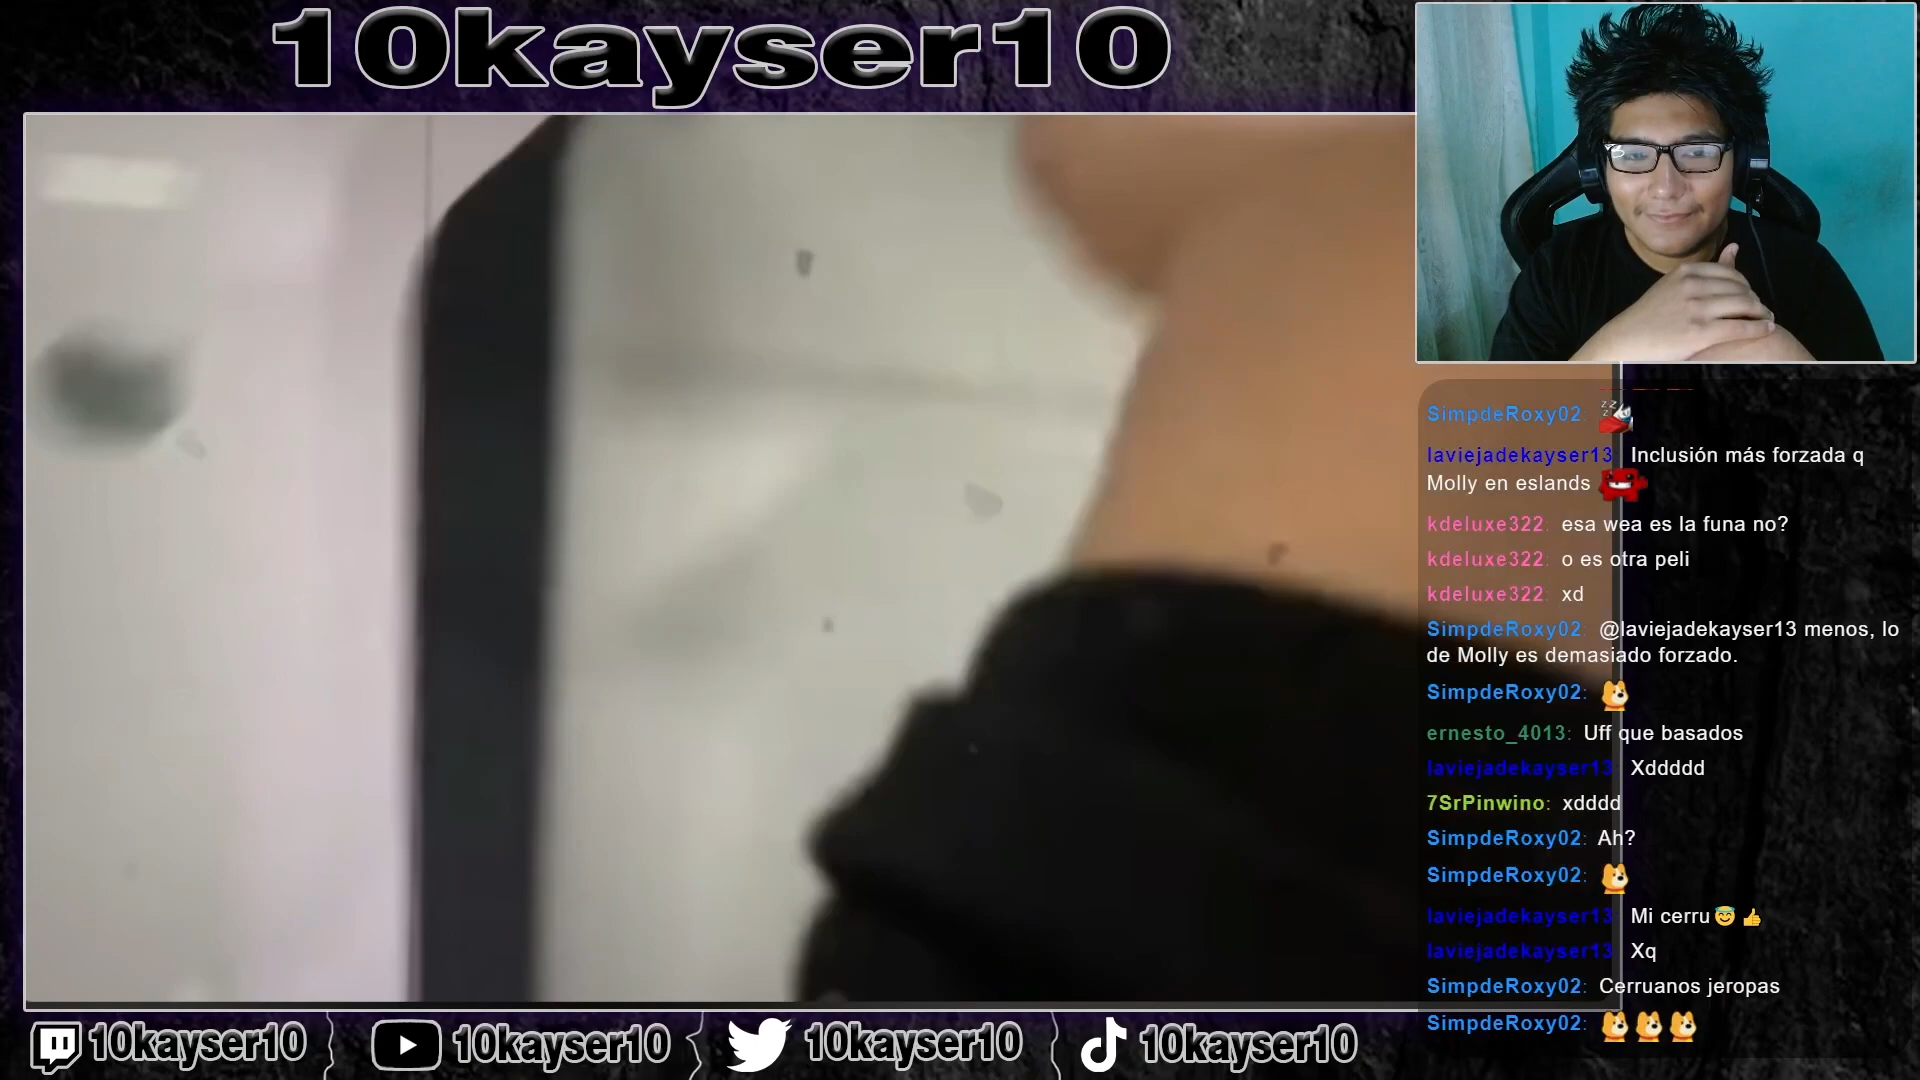 10kayser10
SimpdeRoxy02:
laviejadekayser13: Inclusión más forzada q
Molly en eslands
kdeluxe322: esa wea es la funa no?
kdeluxe322: o es otra peli
kdeluxe322: xd
SimpdeRoxy02: @laviejadekayser13 menos, lo
de Molly es demasiado forzado.
SimpdeRoxy02:
ernesto_4013: Uff que basados
laviejadekayser13: Xddddd
7SrPinwino: xdddd
SimpdeRoxy02: Ah?
SimpdeRoxy02:
laviejadekayser13: Mi cerru😇👍
laviejadekayser13: Xq
SimpdeRoxy02: Cerruanos jeropas
SimpdeRoxy02:
10kayser10 10kayser10 10kayser10 10kayser10